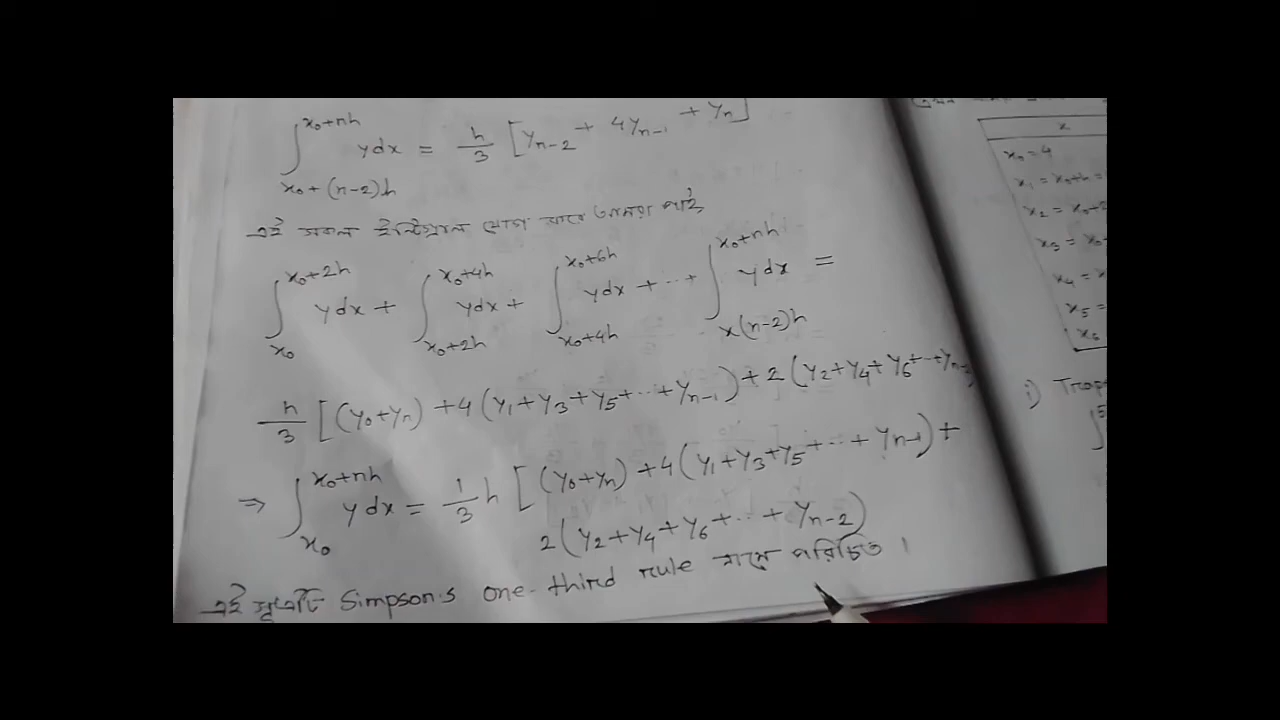 ∫_{x₀+(n-2)h}^{x₀+nh} ydx = h/3 [y_{n-2} + 4y_{n-1} + y_n]
এই সকল ইন্টিগ্রাল যোগ করে আমরা পাই
∫_{x₀}^{x₀+2h} ydx + ∫_{x₀+2h}^{x₀+4h} ydx + ∫_{x₀+4h}^{x₀+6h} ydx + ... + ∫_{x(n-2)h}^{x₀+nh} ydx =
h/3 [(y₀+y_n) + 4(y₁+y₃+y₅+...+y_{n-1}) + 2(y₂+y₄+y₆+...+y_{n-2}
⇒ ∫_{x₀}^{x₀+nh} ydx = 1/3 h [(y₀+y_n) + 4(y₁+y₃+y₅+...+y_{n-1}) +
2(y₂+y₄+y₆+...+y_{n-2})
এই সূত্রটি Simpson's one-third rule নামে পরিচিত।
x
x₀ = 4
x₁ = x₀+h =
x₂ = x₀+2
x₃ = x₀
x₄ = x
x₅ =
x₆
i) Trap
∫